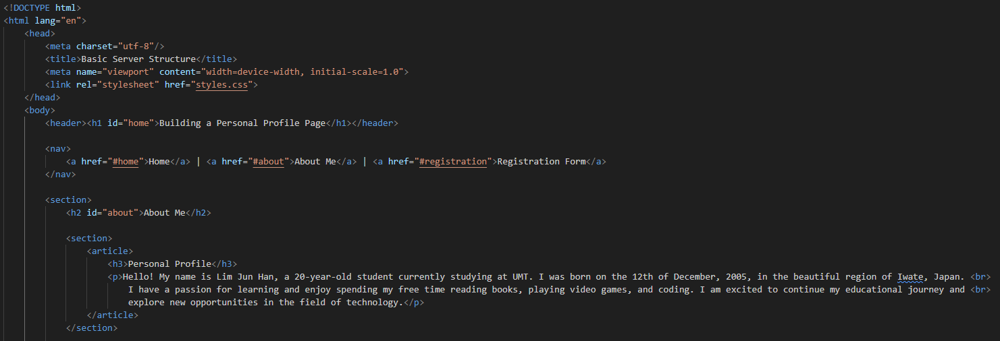 <!DOCTYPE html>
<html lang="en">
    <head>
        <meta charset="utf-8"/>
        <title>Basic Server Structure</title>
        <meta name="viewport" content="width=device-width, initial-scale=1.0">
        <link rel="stylesheet" href="styles.css">
    </head>
    <body>
        <header><h1 id="home">Building a Personal Profile Page</h1></header>

        <nav>
            <a href="#home">Home</a> | <a href="#about">About Me</a> | <a href="#registration">Registration Form</a>
        </nav>

        <section>
            <h2 id="about">About Me</h2>

            <section>
                <article>
                    <h3>Personal Profile</h3>
                    <p>Hello! My name is Lim Jun Han, a 20-year-old student currently studying at UMT. I was born on the 12th of December, 2005, in the beautiful region of Iwate, Japan. <br>
                        I have a passion for learning and enjoy spending my free time reading books, playing video games, and coding. I am excited to continue my educational journey and <br>
                        explore new opportunities in the field of technology.</p>
                </article>
            </section>